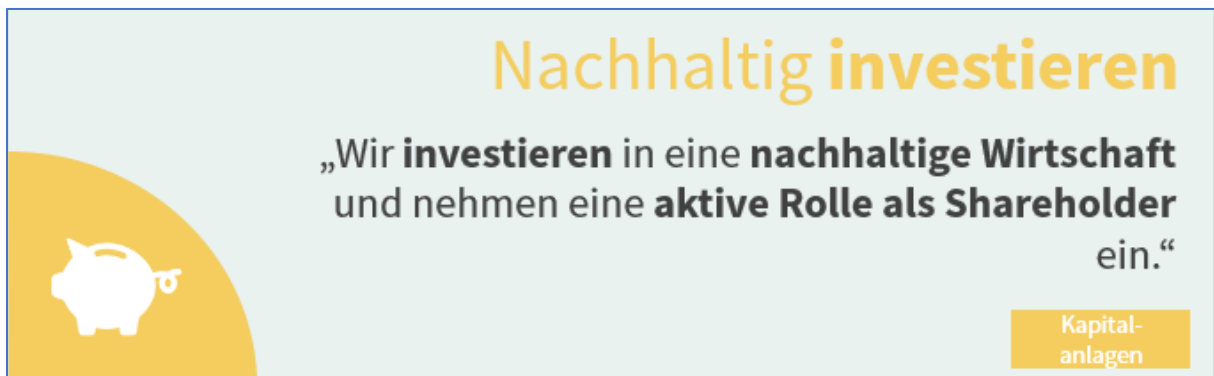 Nachhaltig investieren
„Wir investieren in eine nachhaltige Wirtschaft
und nehmen eine aktive Rolle als Shareholder
ein.“
Kapital-
anlagen